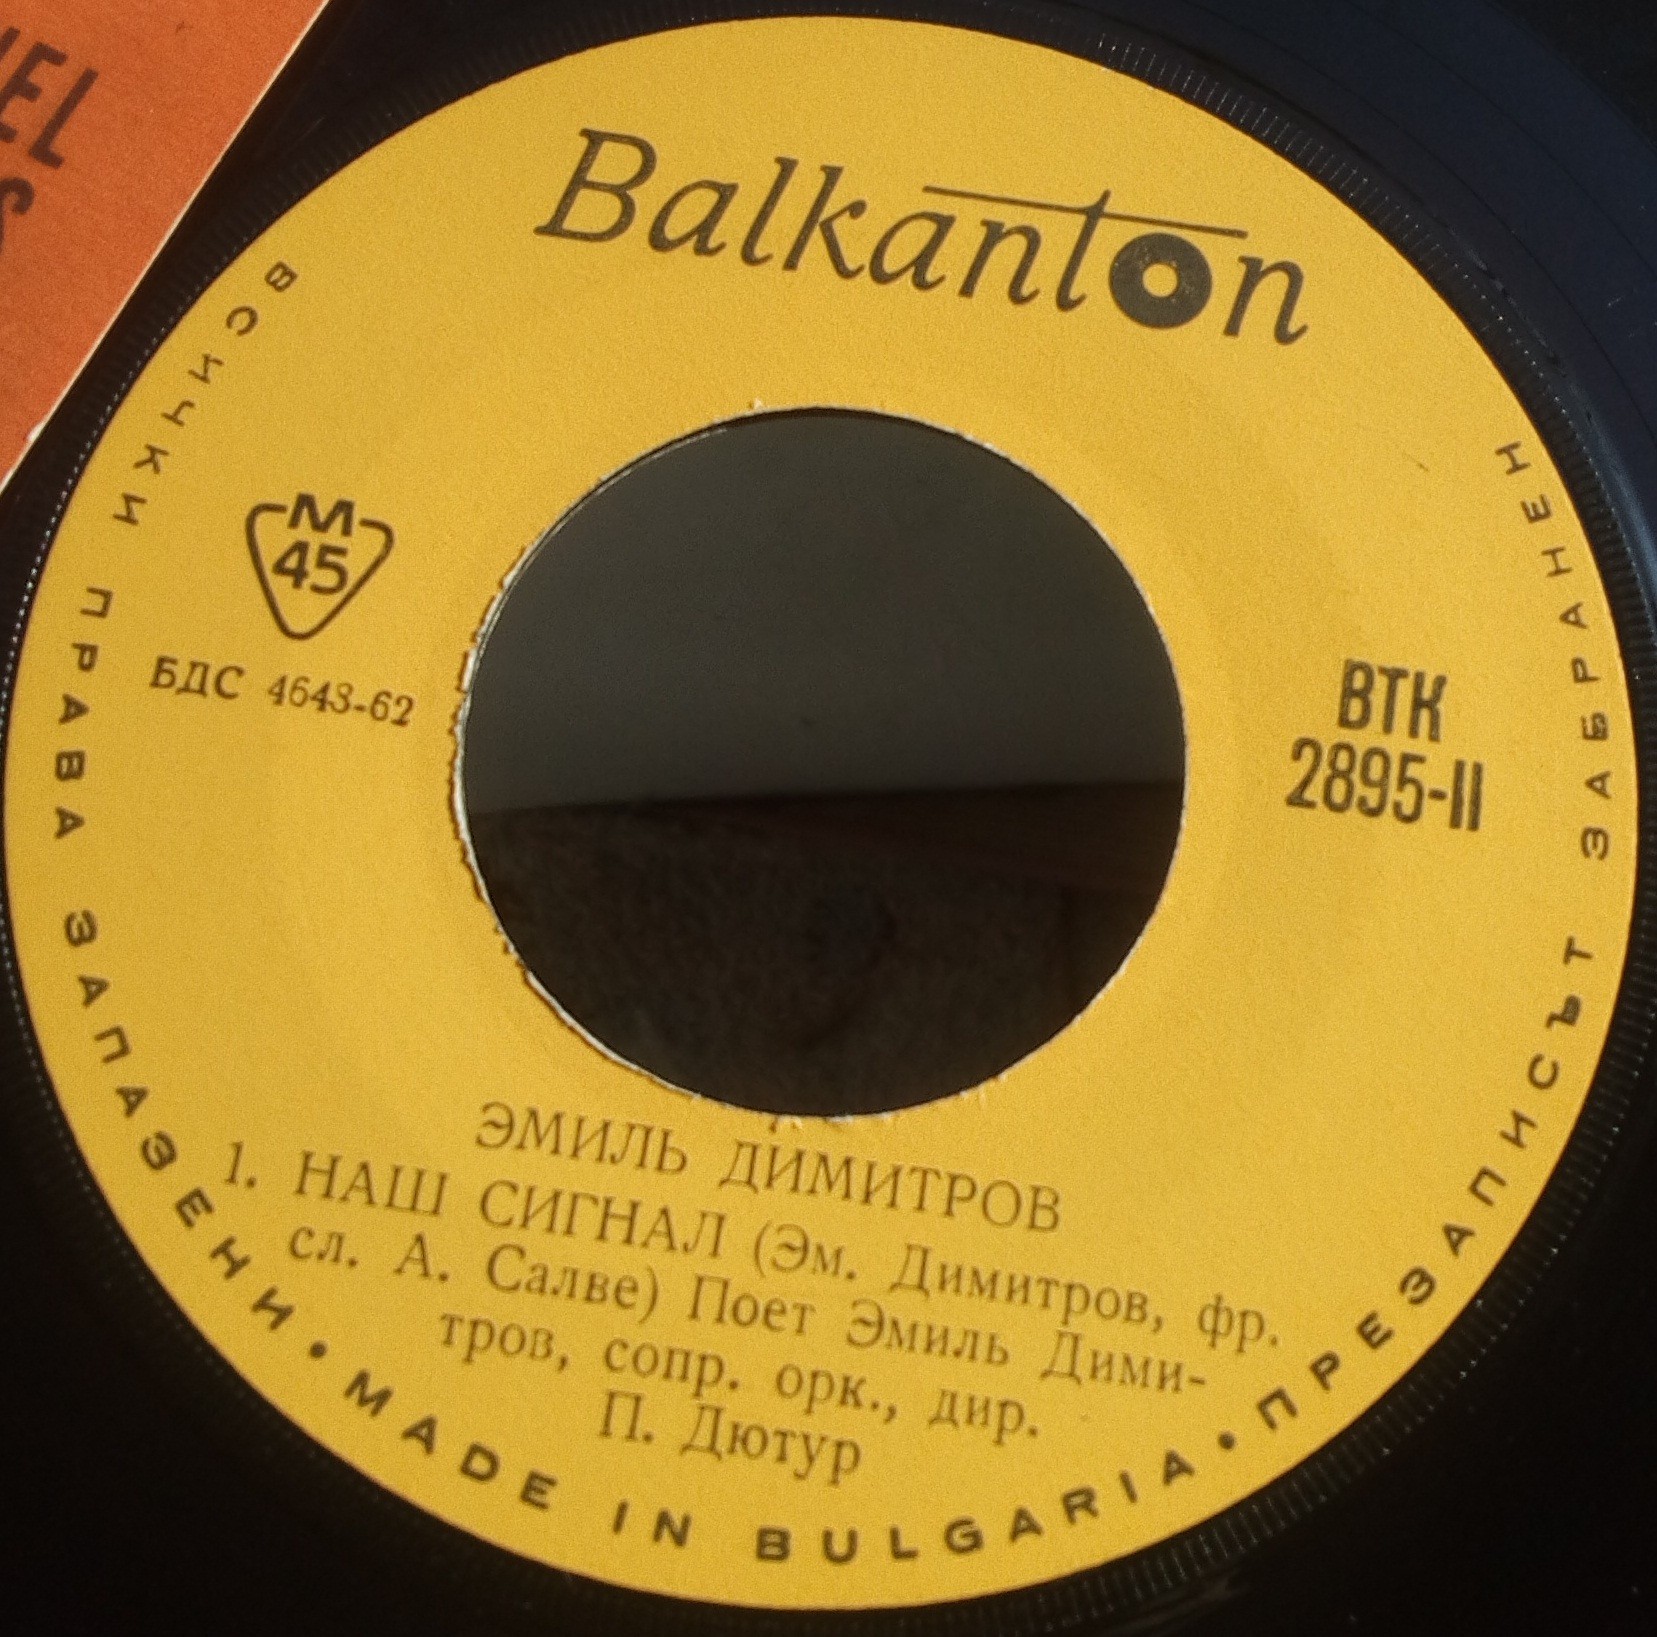 Balkanton
M
45
БДС 4643-62
ВТК
2895-II
ЭМИЛЬ ДИМИТРОВ
1. НАШ СИГНАЛ (Эм. Димитров, фр.
сл. А. Салве) Поет Эмиль Дими-
тров, сопр. орк., дир.
П. Дютур
ВСИЧКИ ПРАВА ЗАПАЗЕНИ • MADE IN BULGARIA • ПРЕЗАПИСЪТ ЗАБРАНЕН